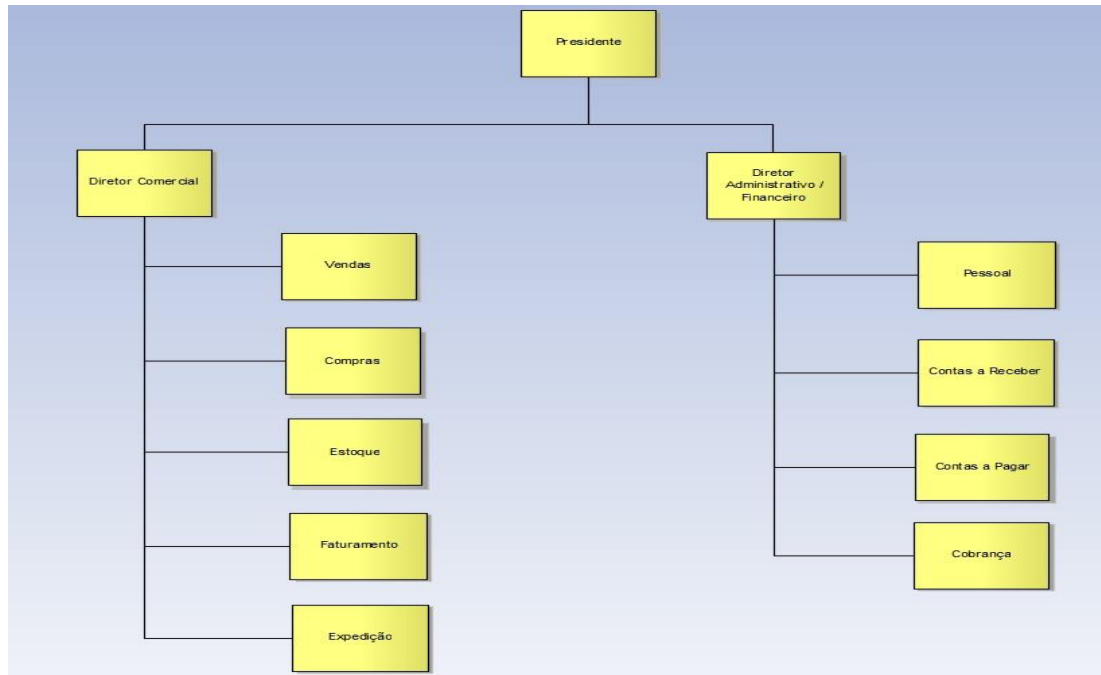 Presidente
Diretor Comercial
Diretor
Administrativo /
Financeiro
Vendas
Compras
Estoque
Faturamento
Expedição
Pessoal
Contas a Receber
Contas a Pagar
Cobrança